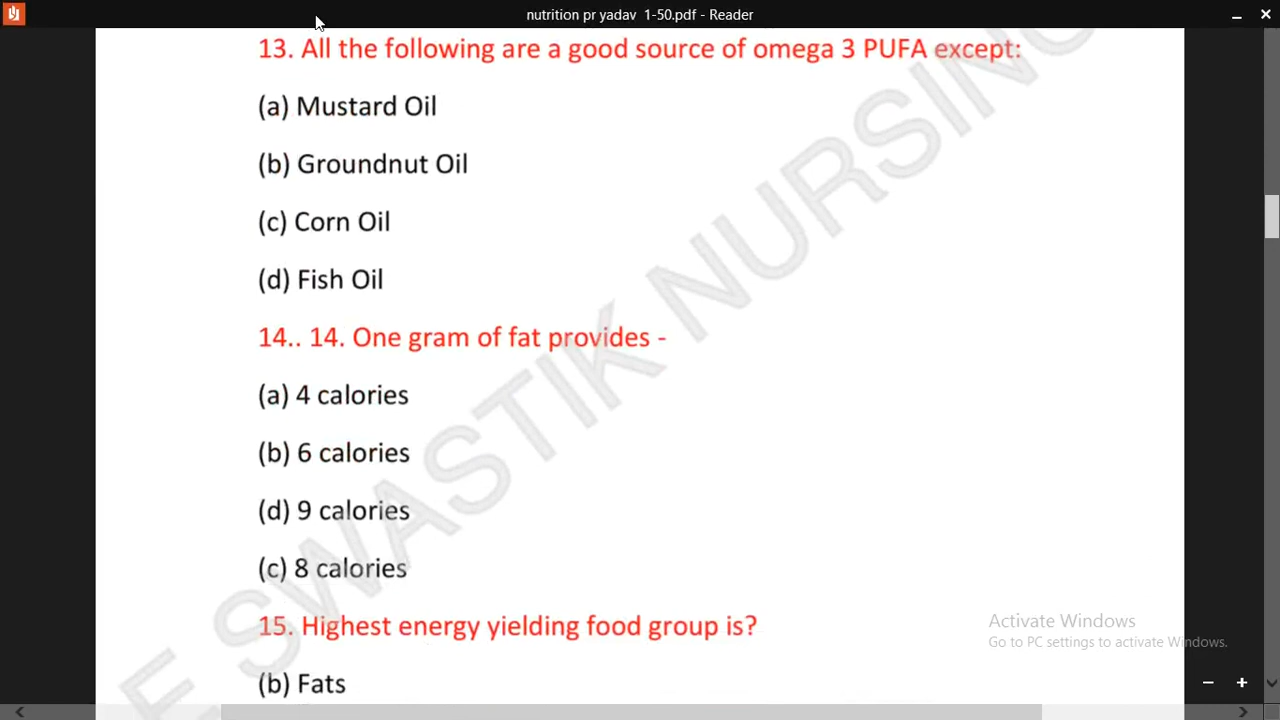 nutrition pr yadav 1-50.pdf - Reader
13. All the following are a good source of omega 3 PUFA except:
(a) Mustard Oil
(b) Groundnut Oil
(c) Corn Oil
(d) Fish Oil
14.. 14. One gram of fat provides -
(a) 4 calories
(b) 6 calories
(d) 9 calories
(c) 8 calories
15. Highest energy yielding food group is?
(b) Fats
E SWASTIK NURSING
Activate Windows
Go to PC settings to activate Windows.